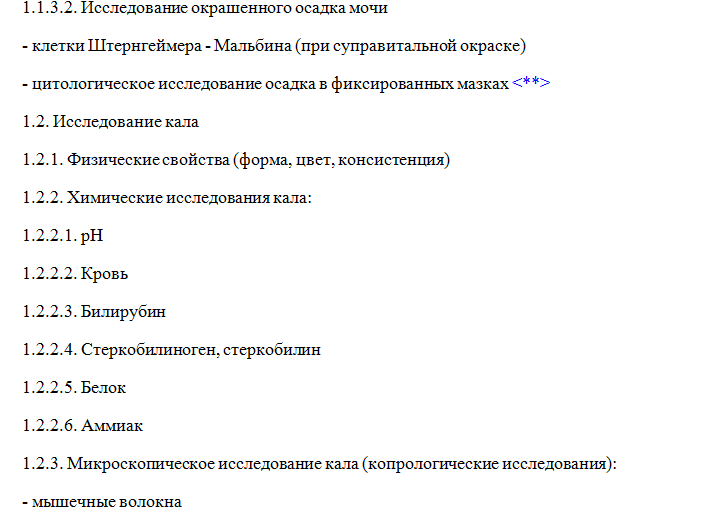 1.1.3.2. Исследование окрашенного осадка мочи
- клетки Штернгеймера - Мальбина (при суправитальной окраске)
- цитологическое исследование осадка в фиксированных мазках <**>
1.2. Исследование кала
1.2.1. Физические свойства (форма, цвет, консистенция)
1.2.2. Химические исследования кала:
1.2.2.1. pH
1.2.2.2. Кровь
1.2.2.3. Билирубин
1.2.2.4. Стеркобилиноген, стеркобилин
1.2.2.5. Белок
1.2.2.6. Аммиак
1.2.3. Микроскопическое исследование кала (копрологические исследования):
- мышечные волокна